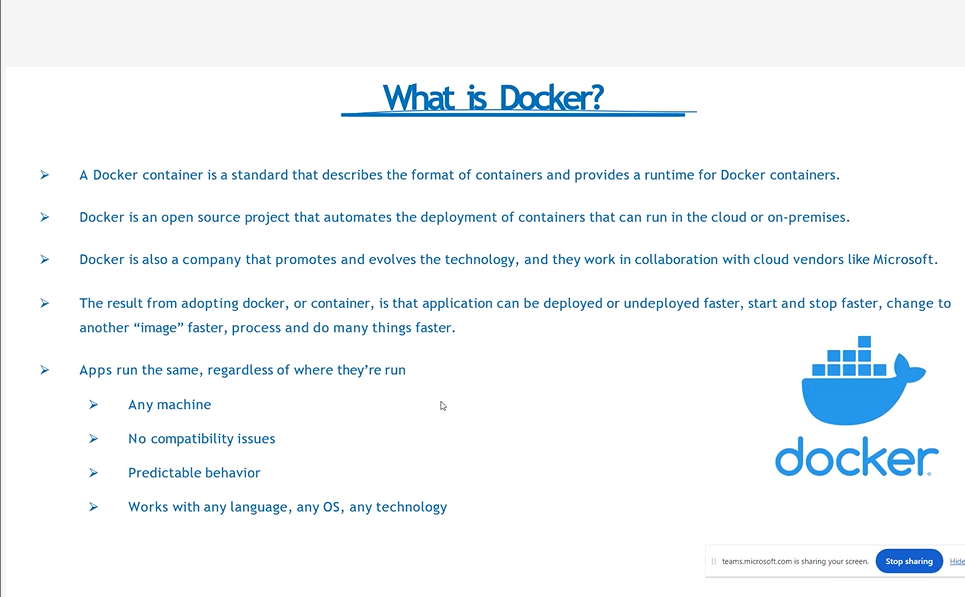 What is Docker?
➢ A Docker container is a standard that describes the format of containers and provides a runtime for Docker containers.
➢ Docker is an open source project that automates the deployment of containers that can run in the cloud or on-premises.
➢ Docker is also a company that promotes and evolves the technology, and they work in collaboration with cloud vendors like Microsoft.
➢ The result from adopting docker, or container, is that application can be deployed or undeployed faster, start and stop faster, change to
another “image” faster, process and do many things faster.
➢ Apps run the same, regardless of where they’re run
➢ Any machine
➢ No compatibility issues
➢ Predictable behavior
➢ Works with any language, any OS, any technology
docker
teams.microsoft.com is sharing your screen. Stop sharing Hide